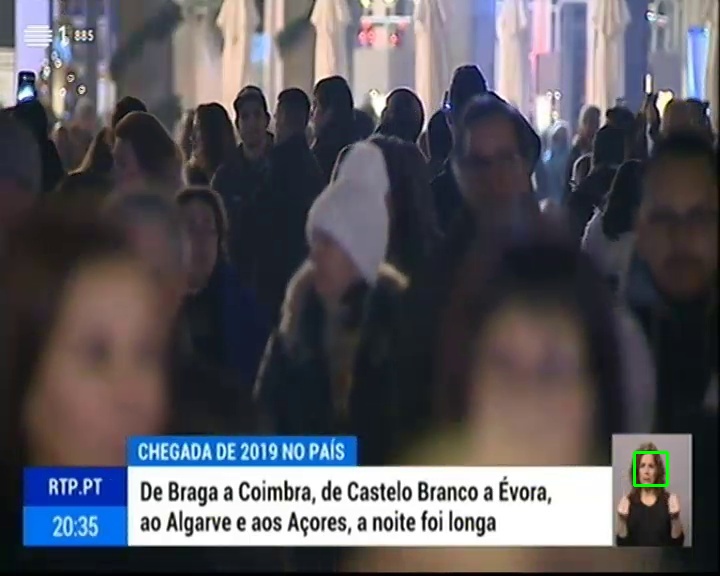 1 885
CHEGADA DE 2019 NO PAÍS
RTP.PT
De Braga a Coimbra, de Castelo Branco a Évora,
20:35
ao Algarve e aos Açores, a noite foi longa